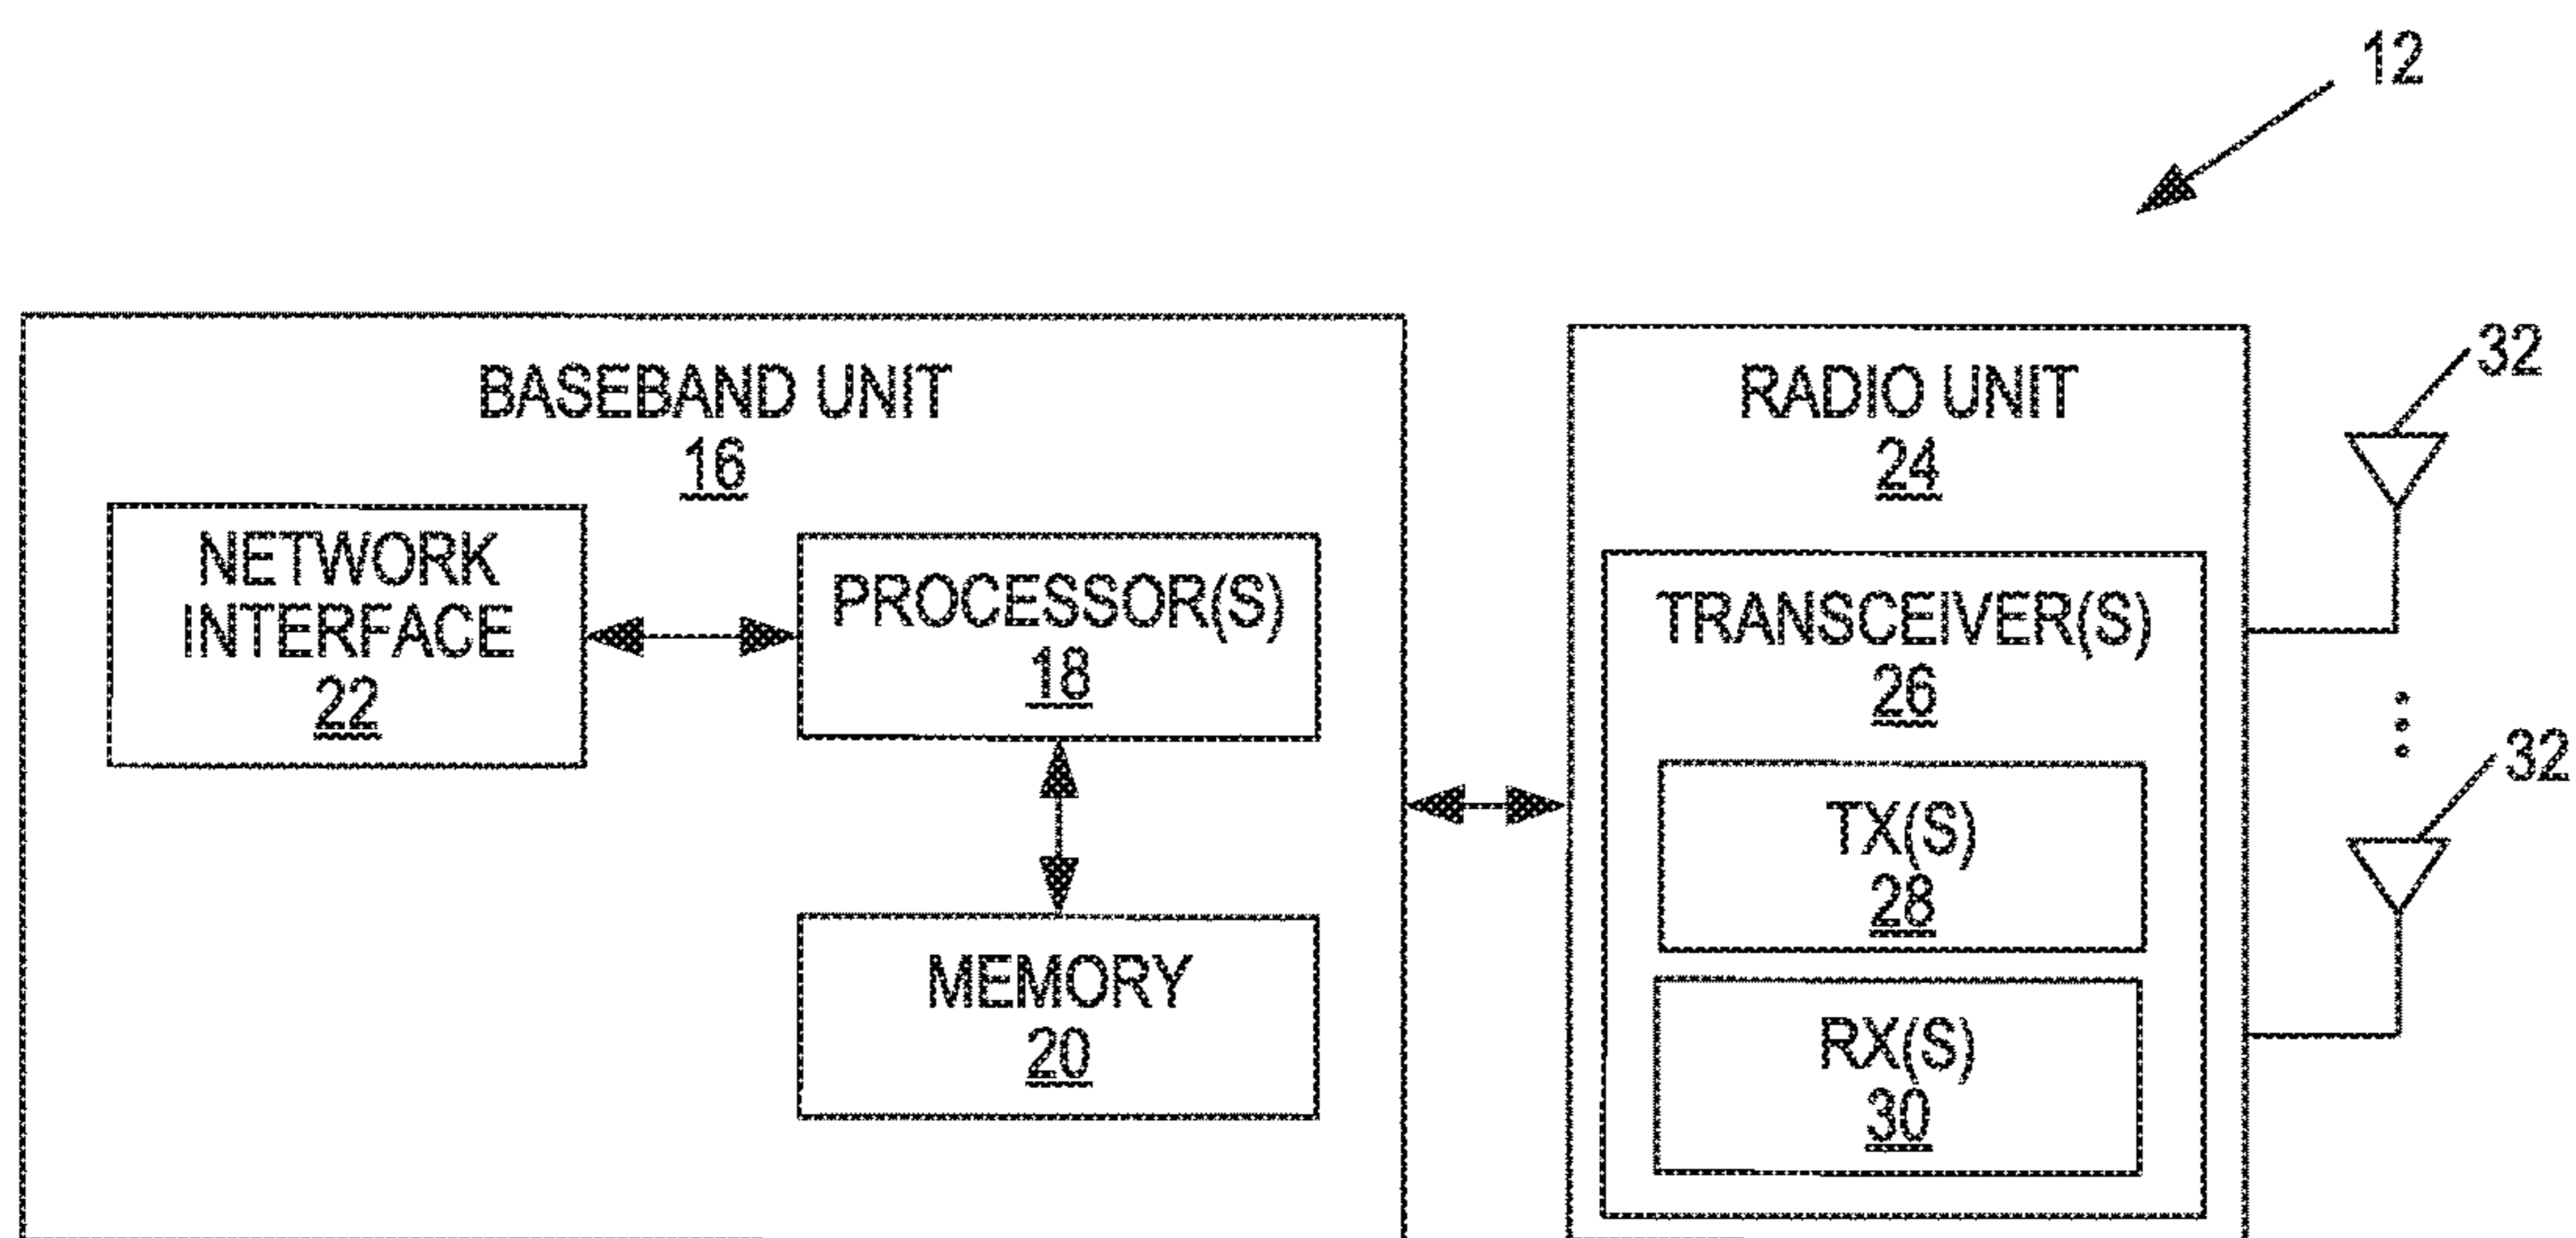 12
BASEBAND UNIT
16
NETWORK
INTERFACE
22
PROCESSOR(S)
18
MEMORY
20
RADIO UNIT
24
TRANSCEIVER(S)
26
TX(S)
28
RX(S)
30
32
32